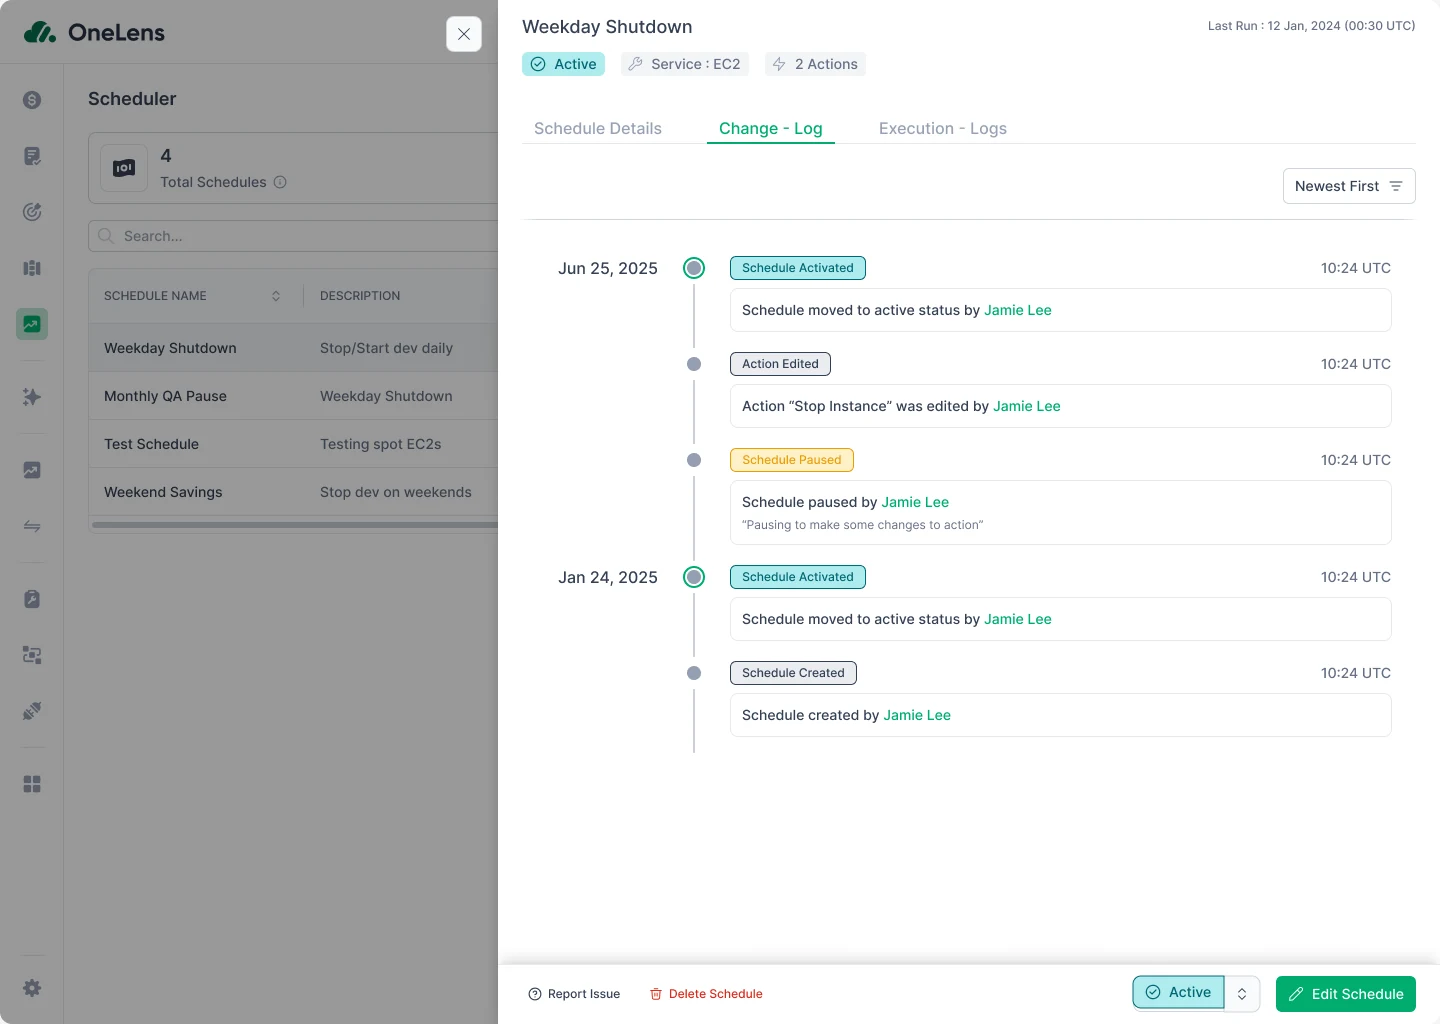 OneLens
Scheduler
4
Total Schedules
Search...
SCHEDULE NAME DESCRIPTION
Weekday Shutdown Stop/Start dev daily
Monthly QA Pause Weekday Shutdown
Test Schedule Testing spot EC2s
Weekend Savings Stop dev on weekends
Weekday Shutdown
Last Run : 12 Jan, 2024 (00:30 UTC)
Active Service : EC2 2 Actions
Schedule Details Change - Log Execution - Logs
Newest First
Jun 25, 2025 Schedule Activated 10:24 UTC
Schedule moved to active status by Jamie Lee
Action Edited 10:24 UTC
Action “Stop Instance” was edited by Jamie Lee
Schedule Paused 10:24 UTC
Schedule paused by Jamie Lee
“Pausing to make some changes to action”
Jan 24, 2025 Schedule Activated 10:24 UTC
Schedule moved to active status by Jamie Lee
Schedule Created 10:24 UTC
Schedule created by Jamie Lee
Report Issue Delete Schedule Active Edit Schedule